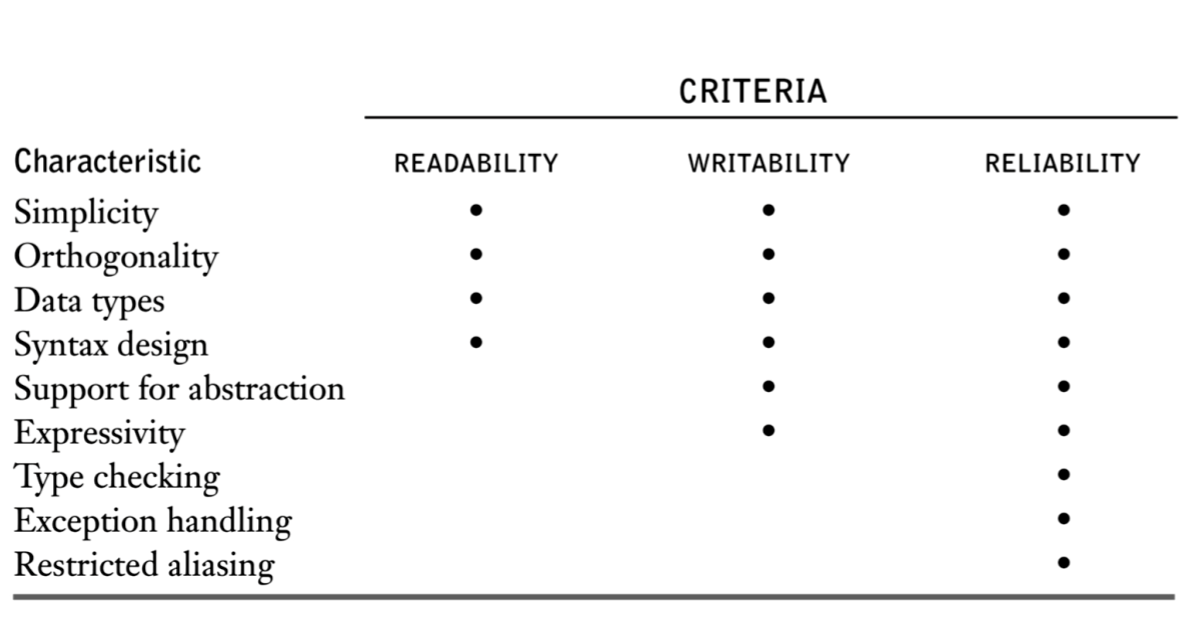 CRITERIA
Characteristic READABILITY WRITABILITY RELIABILITY
Simplicity • • •
Orthogonality • • •
Data types • • •
Syntax design • • •
Support for abstraction • •
Expressivity • •
Type checking •
Exception handling •
Restricted aliasing •